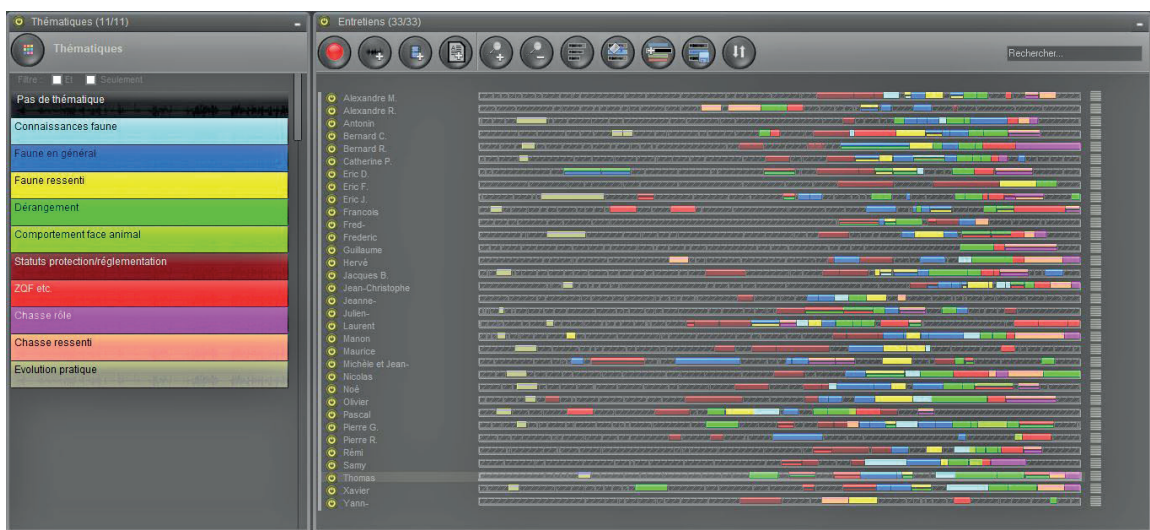 Thématiques (11/11)
Thématiques
Filtre : Et Seulement
Pas de thématique
Connaissances faune
Faune en général
Faune ressenti
Dérangement
Comportement face animal
Statuts protection/réglementation
ZQF etc.
Chasse rôle
Chasse ressenti
Evolution pratique
Entretiens (33/33)
Rechercher...
Alexandre M.
Alexandre R.
Antonin
Bernard C.
Bernard R.
Catherine P.
Eric D.
Eric F.
Eric J.
Francois
Fred-
Frederic
Guillaume
Hervé
Jacques B.
Jean-Christophe
Jeanne-
Julien-
Laurent
Manon
Maurice
Michèle et Jean-
Nicolas
Noé
Olivier
Pascal
Pierre G.
Pierre R.
Rémi
Samy
Thomas
Xavier
Yann-